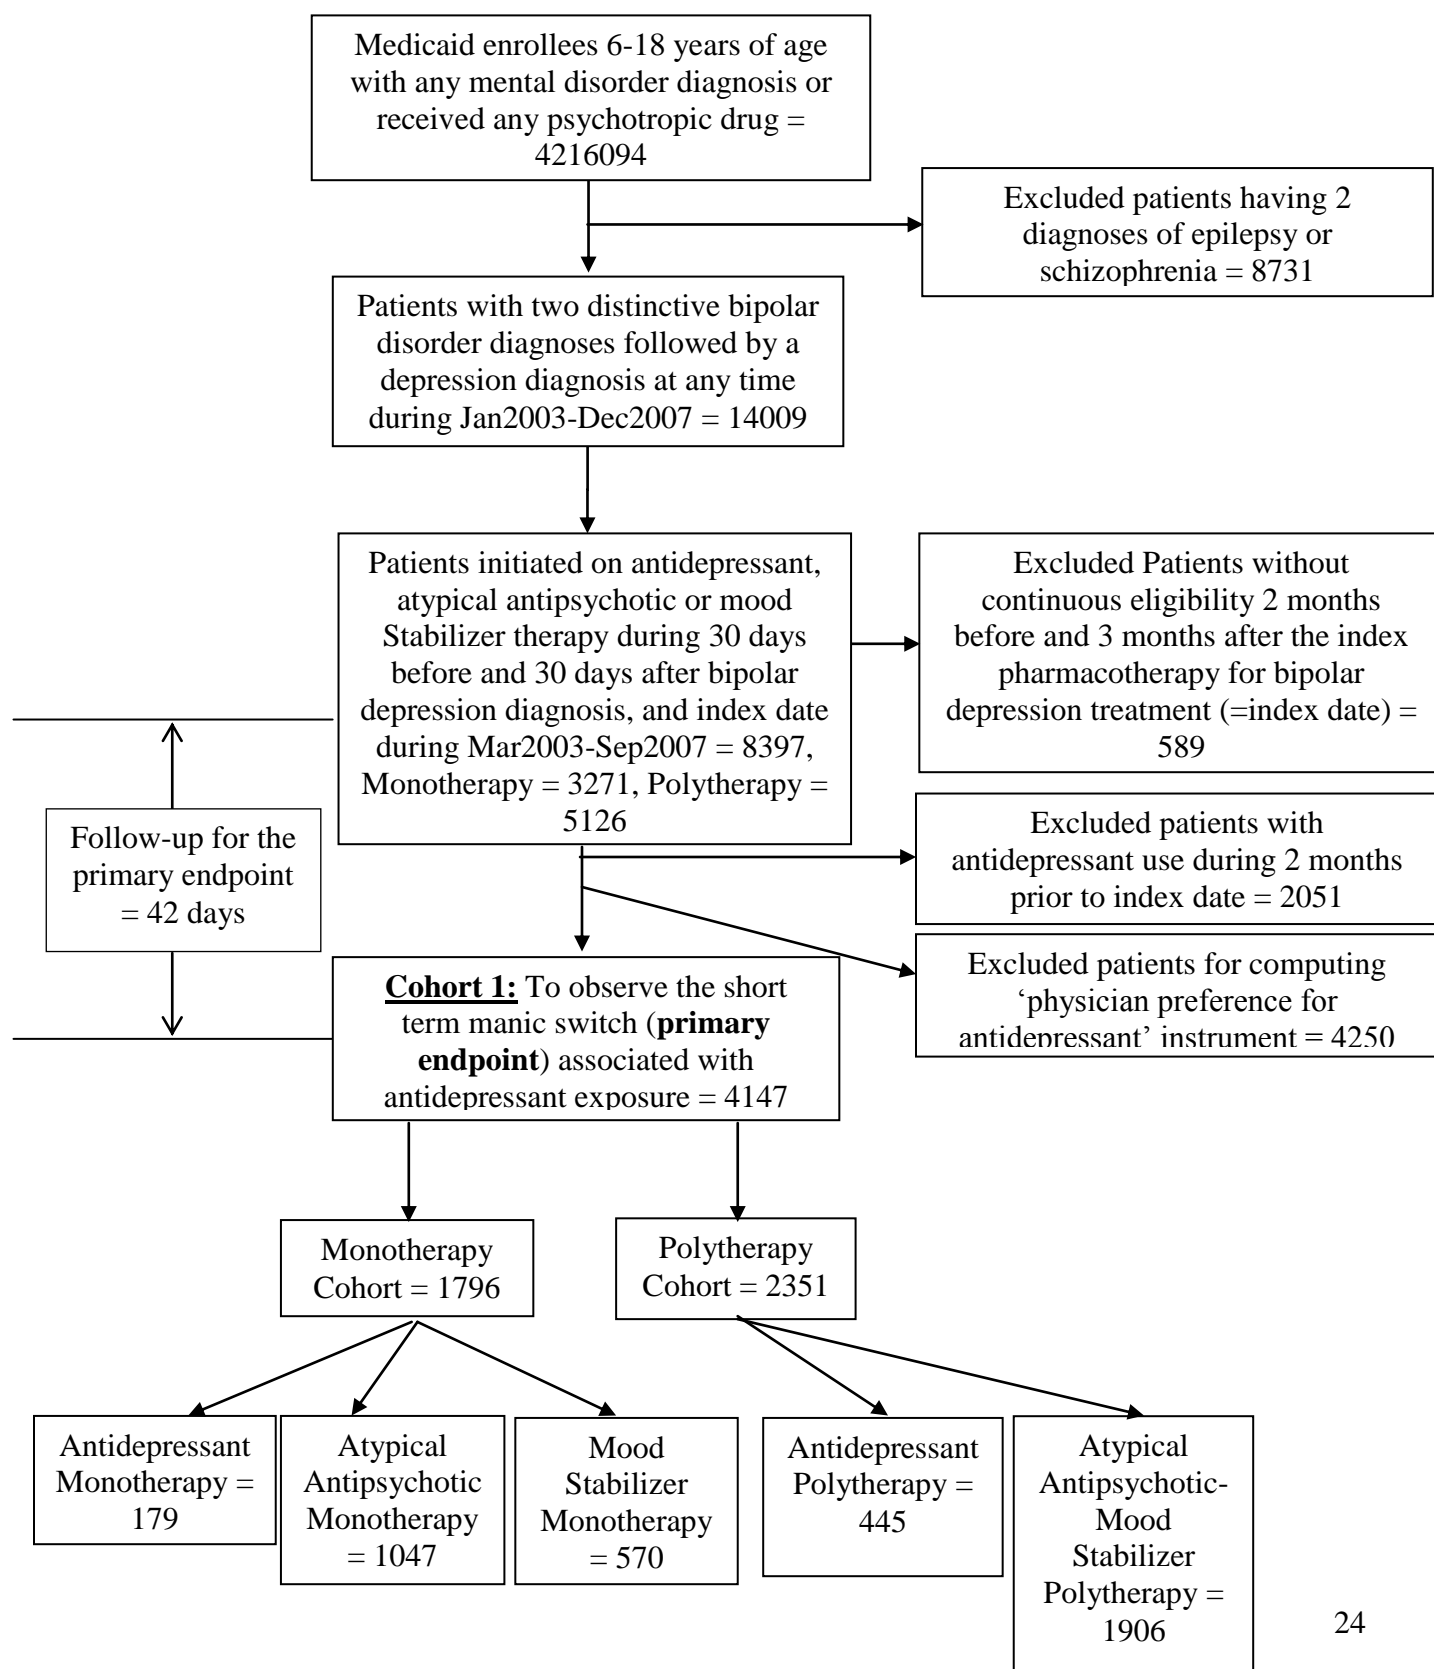 Medicaid enrollees 6-18 years of age
with any mental disorder diagnosis or
received any psychotropic drug =
4216094
Excluded patients having 2
diagnoses of epilepsy or
schizophrenia = 8731
Patients with two distinctive bipolar
disorder diagnoses followed by a
depression diagnosis at any time
during Jan2003-Dec2007 = 14009
Patients initiated on antidepressant,
atypical antipsychotic or mood
Stabilizer therapy during 30 days
before and 30 days after bipolar
depression diagnosis, and index date
during Mar2003-Sep2007 = 8397,
Monotherapy = 3271, Polytherapy =
5126
Excluded Patients without
continuous eligibility 2 months
before and 3 months after the index
pharmacotherapy for bipolar
depression treatment (=index date) =
589
Follow-up for the
primary endpoint
= 42 days
Excluded patients with
antidepressant use during 2 months
prior to index date = 2051
Excluded patients for computing
‘physician preference for
antidepressant’ instrument = 4250
Cohort 1: To observe the short
term manic switch (primary
endpoint) associated with
antidepressant exposure = 4147
Monotherapy
Cohort = 1796
Polytherapy
Cohort = 2351
Antidepressant
Monotherapy =
179
Atypical
Antipsychotic
Monotherapy
= 1047
Mood
Stabilizer
Monotherapy
= 570
Antidepressant
Polytherapy =
445
Atypical
Antipsychotic-
Mood
Stabilizer
Polytherapy =
1906
24